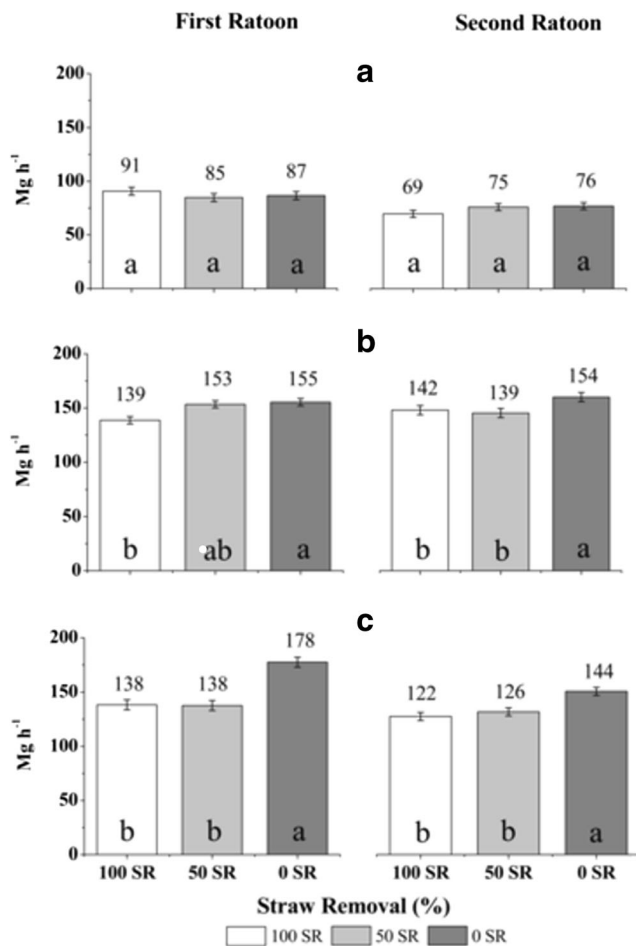 First Ratoon Second Ratoon
a
200
150
100
50
0
Mg h⁻¹
91 85 87 69 75 76
a a a a a a
b
200
150
100
50
0
Mg h⁻¹
139 153 155 142 139 154
b ab a b b a
c
200
150
100
50
0
Mg h⁻¹
138 138 178 122 126 144
b b a b b a
100 SR 50 SR 0 SR 100 SR 50 SR 0 SR
Straw Removal (%)
100 SR 50 SR 0 SR